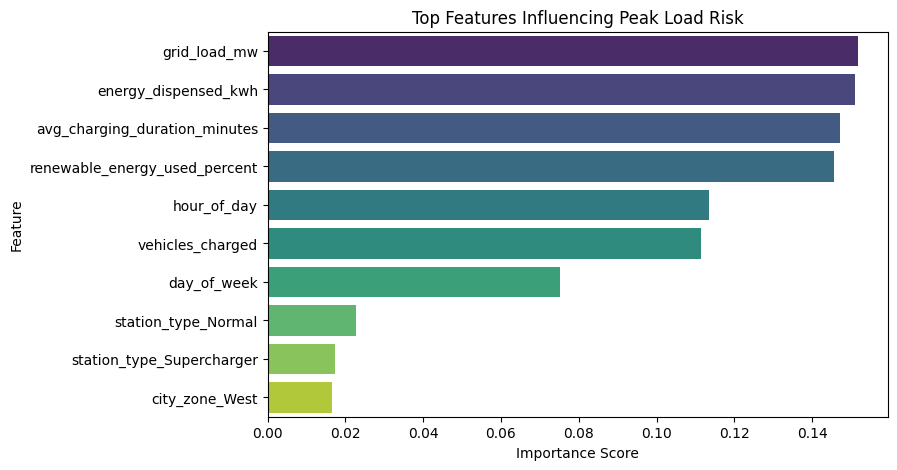 Top Features Influencing Peak Load Risk
Feature
grid_load_mw
energy_dispensed_kwh
avg_charging_duration_minutes
renewable_energy_used_percent
hour_of_day
vehicles_charged
day_of_week
station_type_Normal
station_type_Supercharger
city_zone_West
0.00 0.02 0.04 0.06 0.08 0.10 0.12 0.14
Importance Score